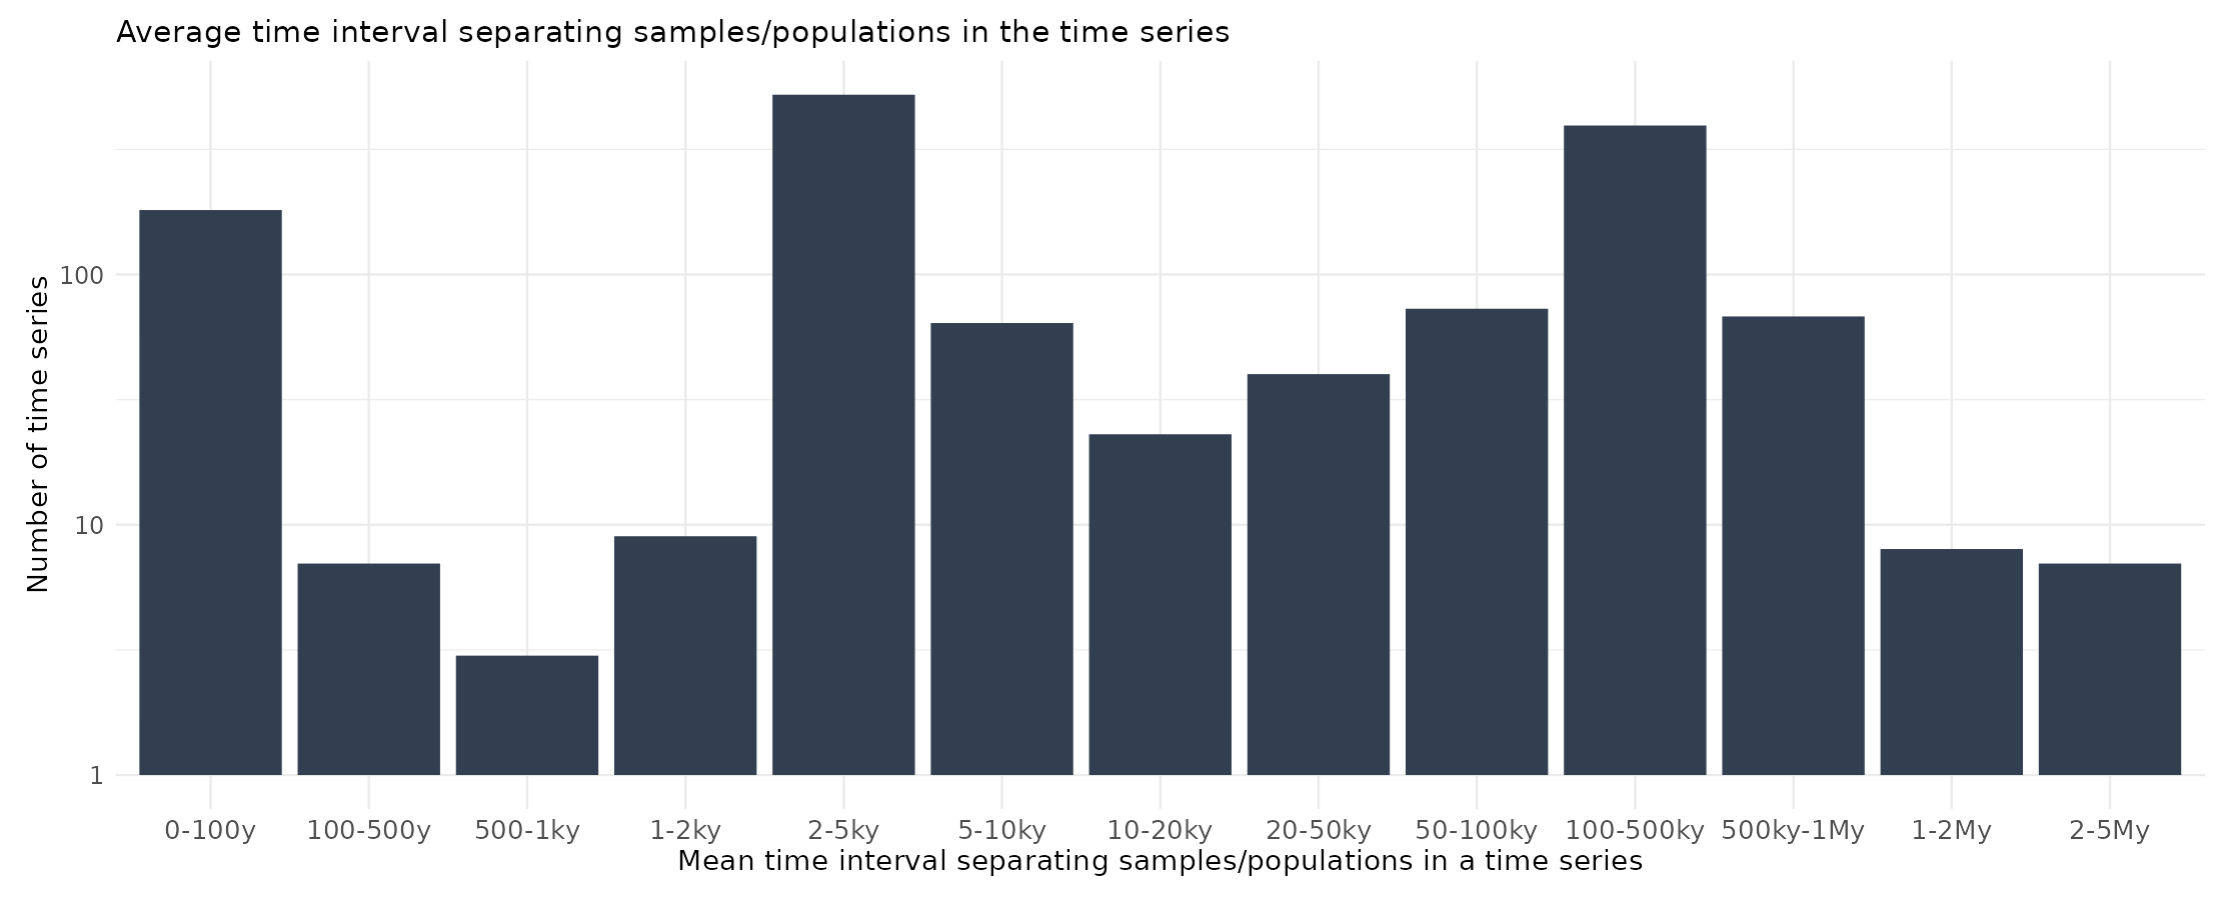 Average time interval separating samples/populations in the time series
Number of time series
100
10
1
0-100y 100-500y 500-1ky 1-2ky 2-5ky 5-10ky 10-20ky 20-50ky 50-100ky 100-500ky 500ky-1My 1-2My 2-5My
Mean time interval separating samples/populations in a time series